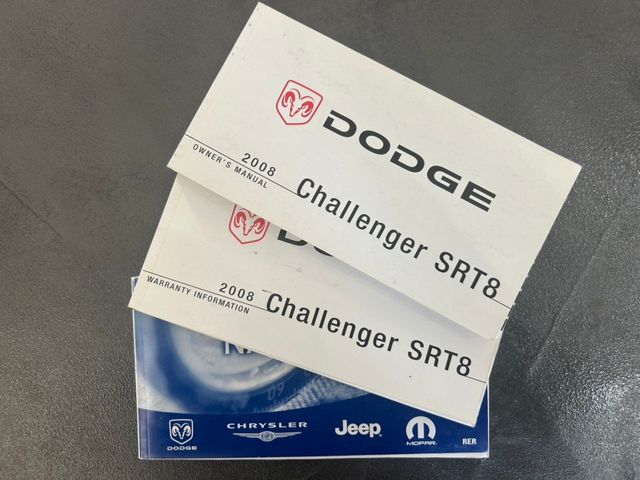 DODGE
2008
OWNER'S MANUAL
Challenger SRT8
2008
WARRANTY INFORMATION
Challenger SRT8
DODGE
CHRYSLER
Jeep
MOPAR
RER